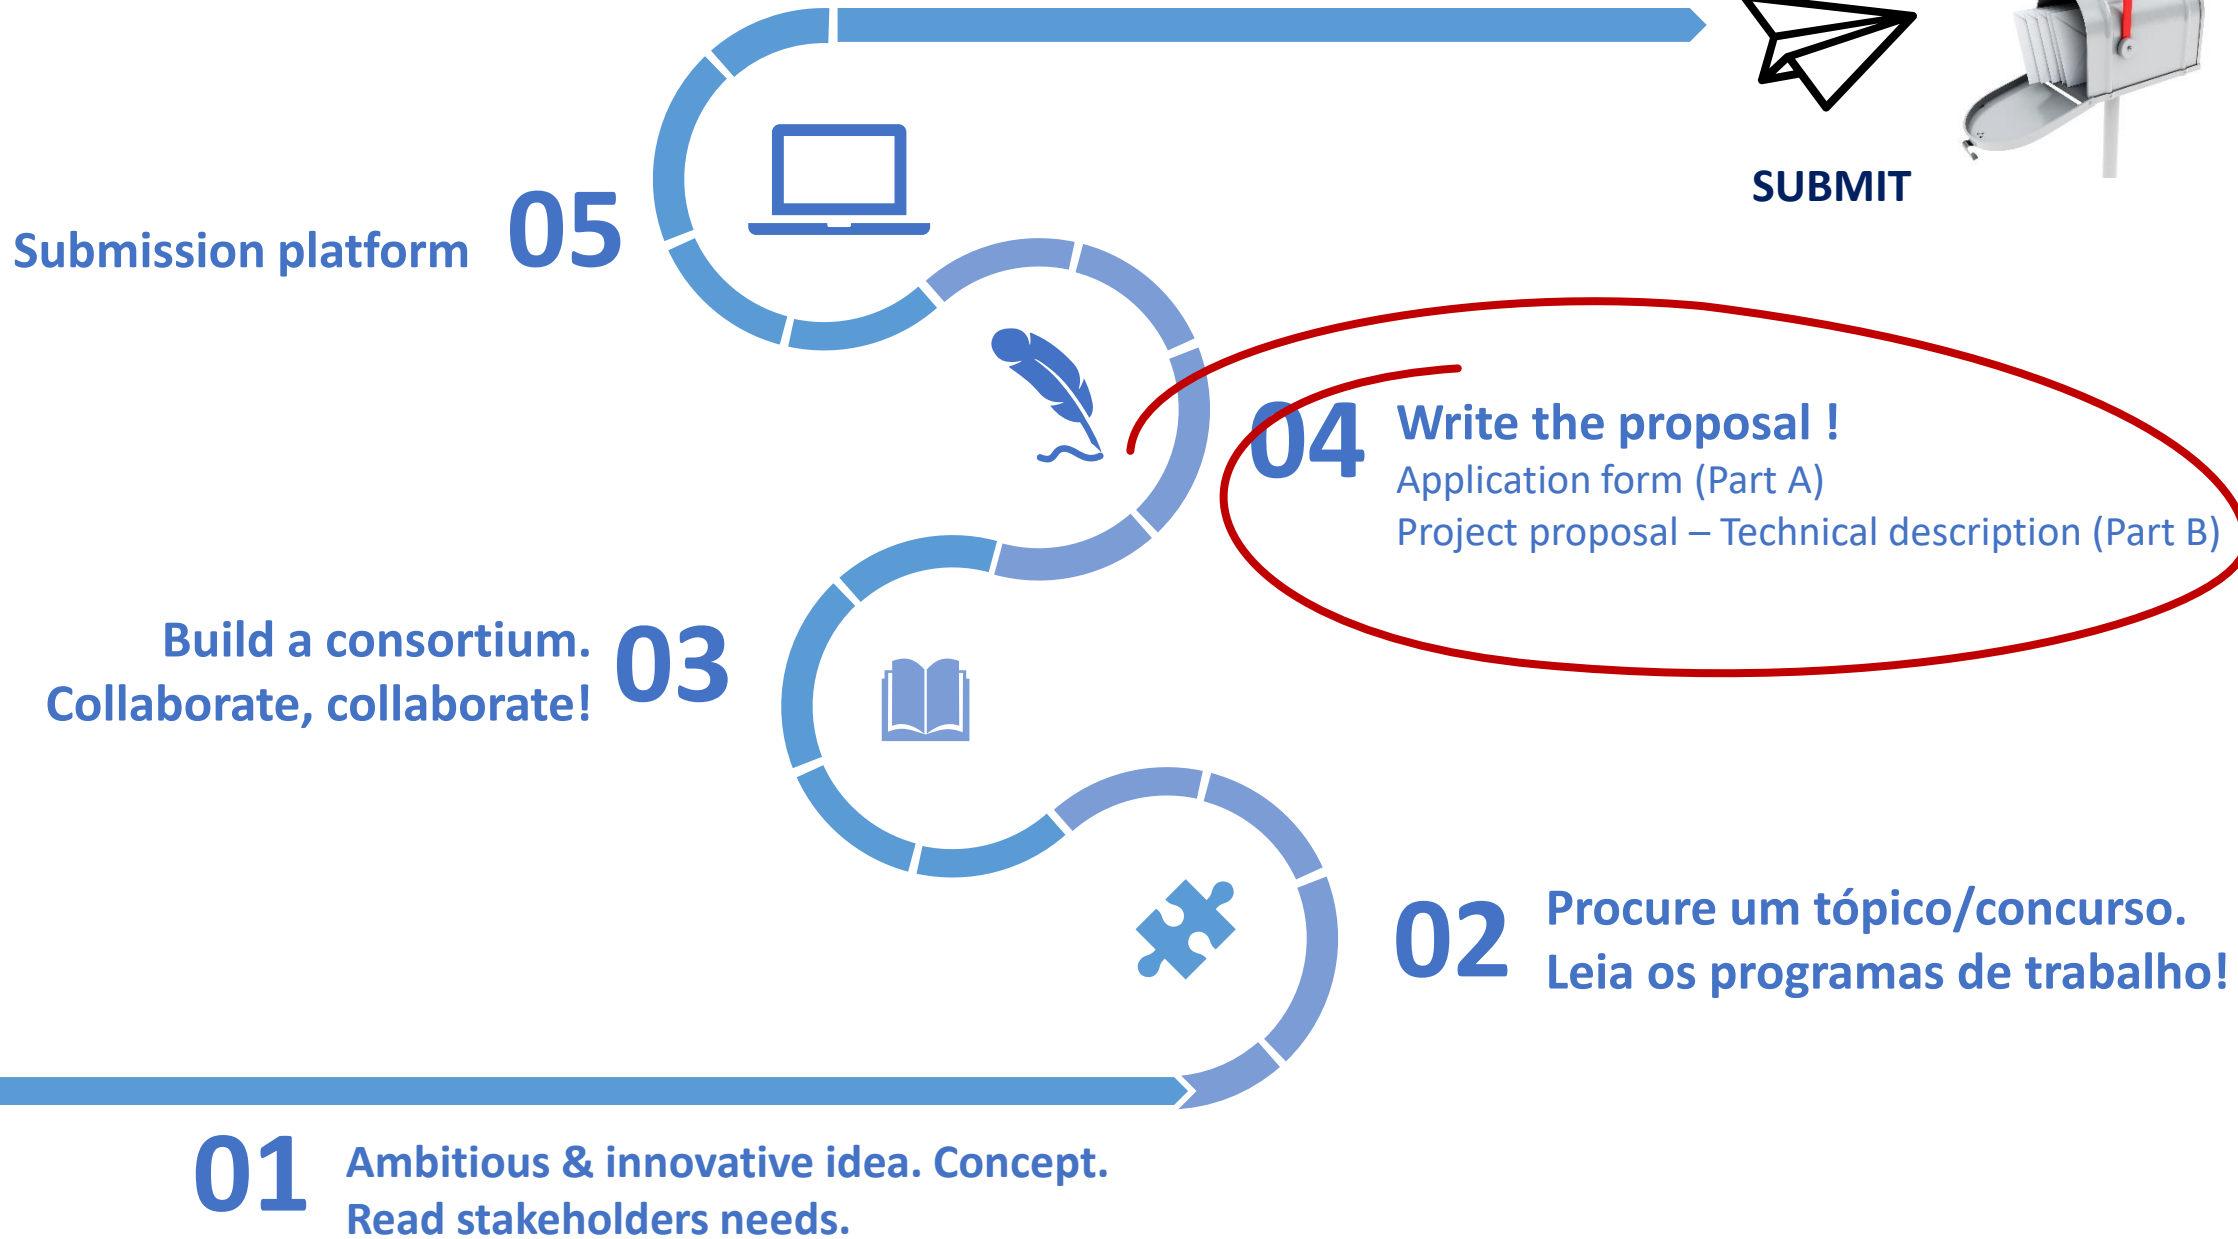 SUBMIT
Submission platform
05
04
Write the proposal !
Application form (Part A)
Project proposal – Technical description (Part B)
Build a consortium.
Collaborate, collaborate!
03
02
Procure um tópico/concurso.
Leia os programas de trabalho!
01
Ambitious & innovative idea. Concept.
Read stakeholders needs.